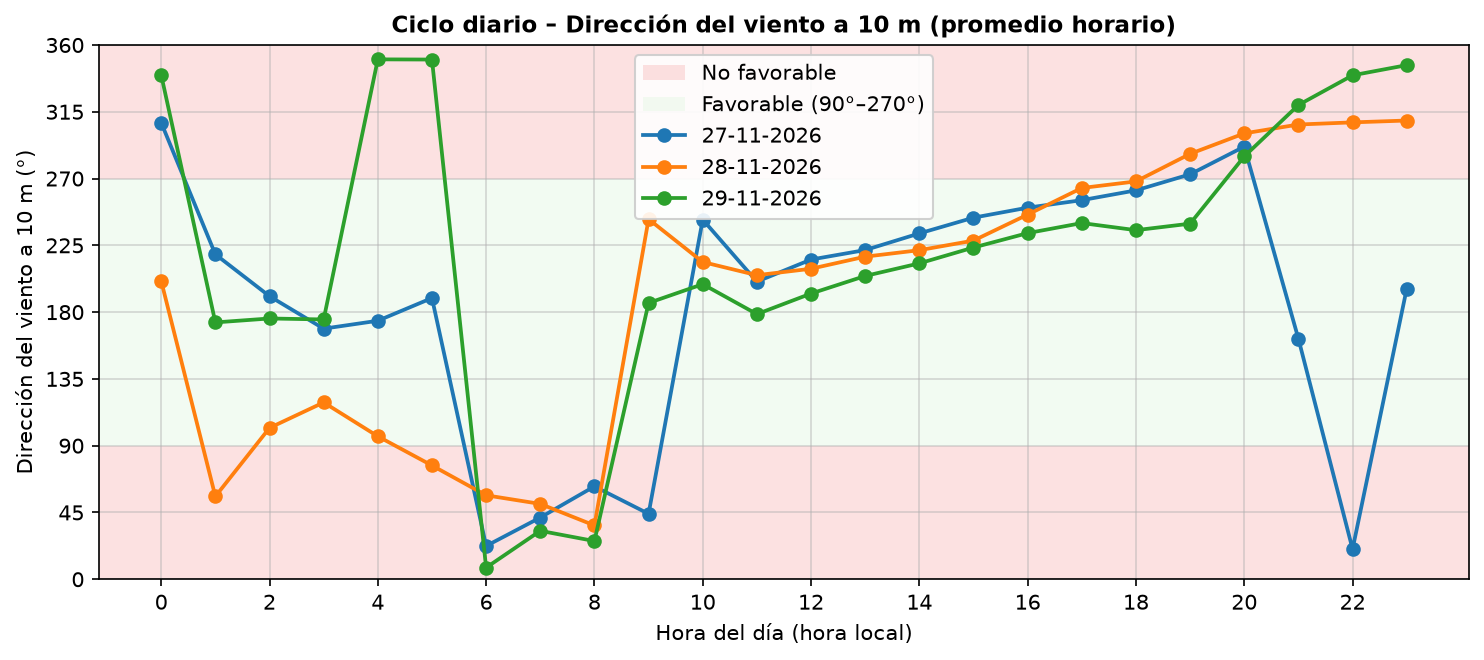 Ciclo diario – Dirección del viento a 10 m (promedio horario)
Dirección del viento a 10 m (°)
360
315
270
225
180
135
90
45
0
No favorable
Favorable (90°–270°)
27-11-2026
28-11-2026
29-11-2026
0 2 4 6 8 10 12 14 16 18 20 22
Hora del día (hora local)